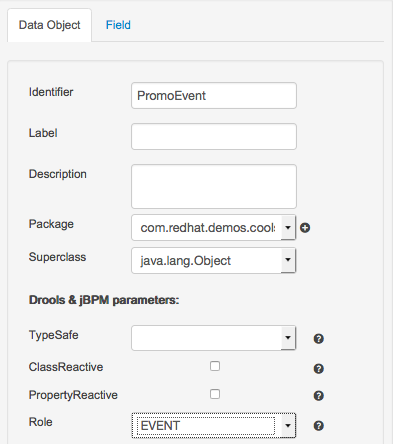 Data Object Field
Identifier PromoEvent
Label
Description
Package com.redhat.demos.cools
Superclass java.lang.Object
Drools & jBPM parameters:
TypeSafe
ClassReactive
PropertyReactive
Role EVENT